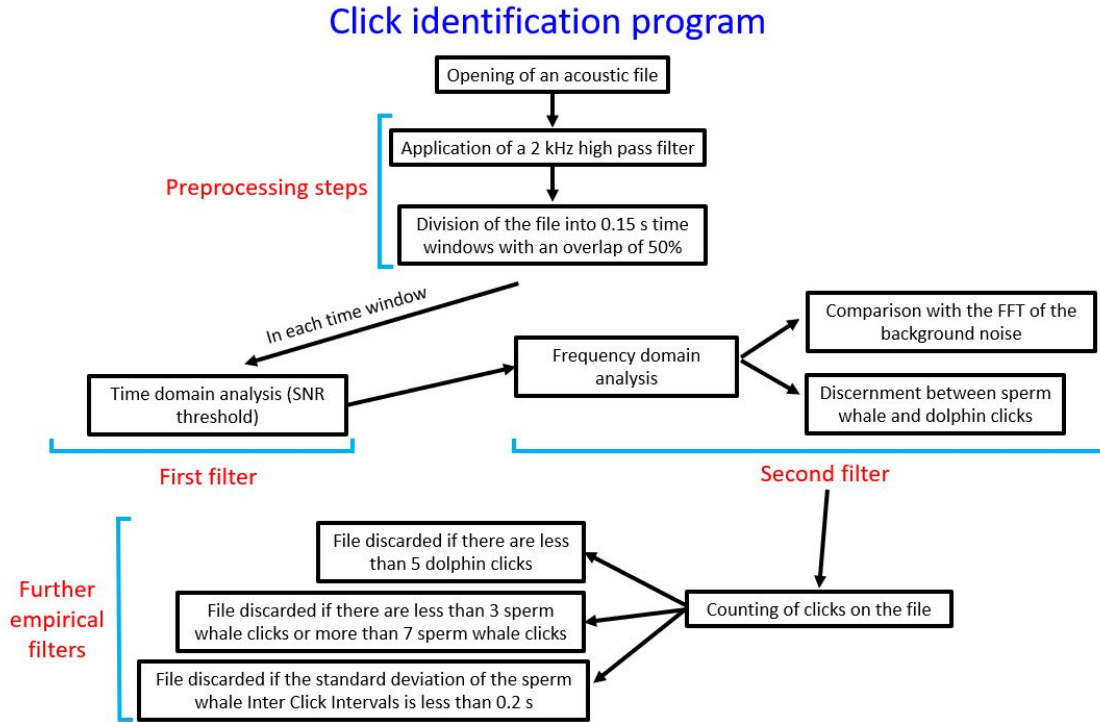 Click identification program
Opening of an acoustic file
Application of a 2 kHz high pass filter
Preprocessing steps
Division of the file into 0.15 s time
windows with an overlap of 50%
In each time window
Comparison with the FFT of the
background noise
Frequency domain
analysis
Time domain analysis (SNR
threshold)
Discernment between sperm
whale and dolphin clicks
First filter
Second filter
File discarded if there are less
than 5 dolphin clicks
Further
empirical
filters
File discarded if there are less than 3 sperm
whale clicks or more than 7 sperm whale clicks
Counting of clicks on the file
File discarded if the standard deviation of the sperm
whale Inter Click Intervals is less than 0.2 s